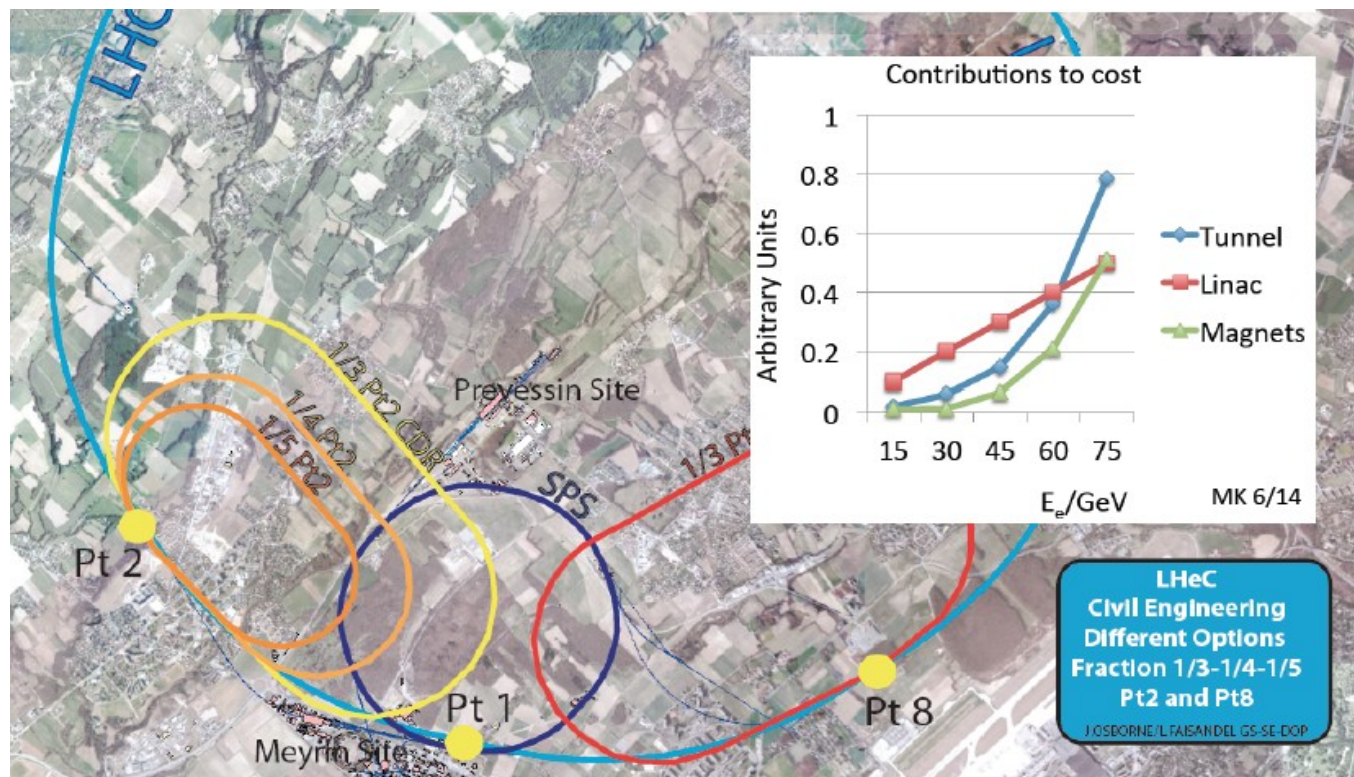 LHC
Contributions to cost
1
0.8
0.6
0.4
0.2
0
Arbitrary Units
15 30 45 60 75
E_e/GeV
MK 6/14
Tunnel
Linac
Magnets
1/3 Pt2 CDR
1/4 Pt2
1/5 Pt2
Prevessin Site
SPS
1/3 Pt
Pt 2
Pt 1
Pt 8
Meyrin Site
LHeC
Civil Engineering
Different Options
Fraction 1/3-1/4-1/5
Pt2 and Pt8
J.OSBORNE/L.FAISANDEL GS-SE-DOP